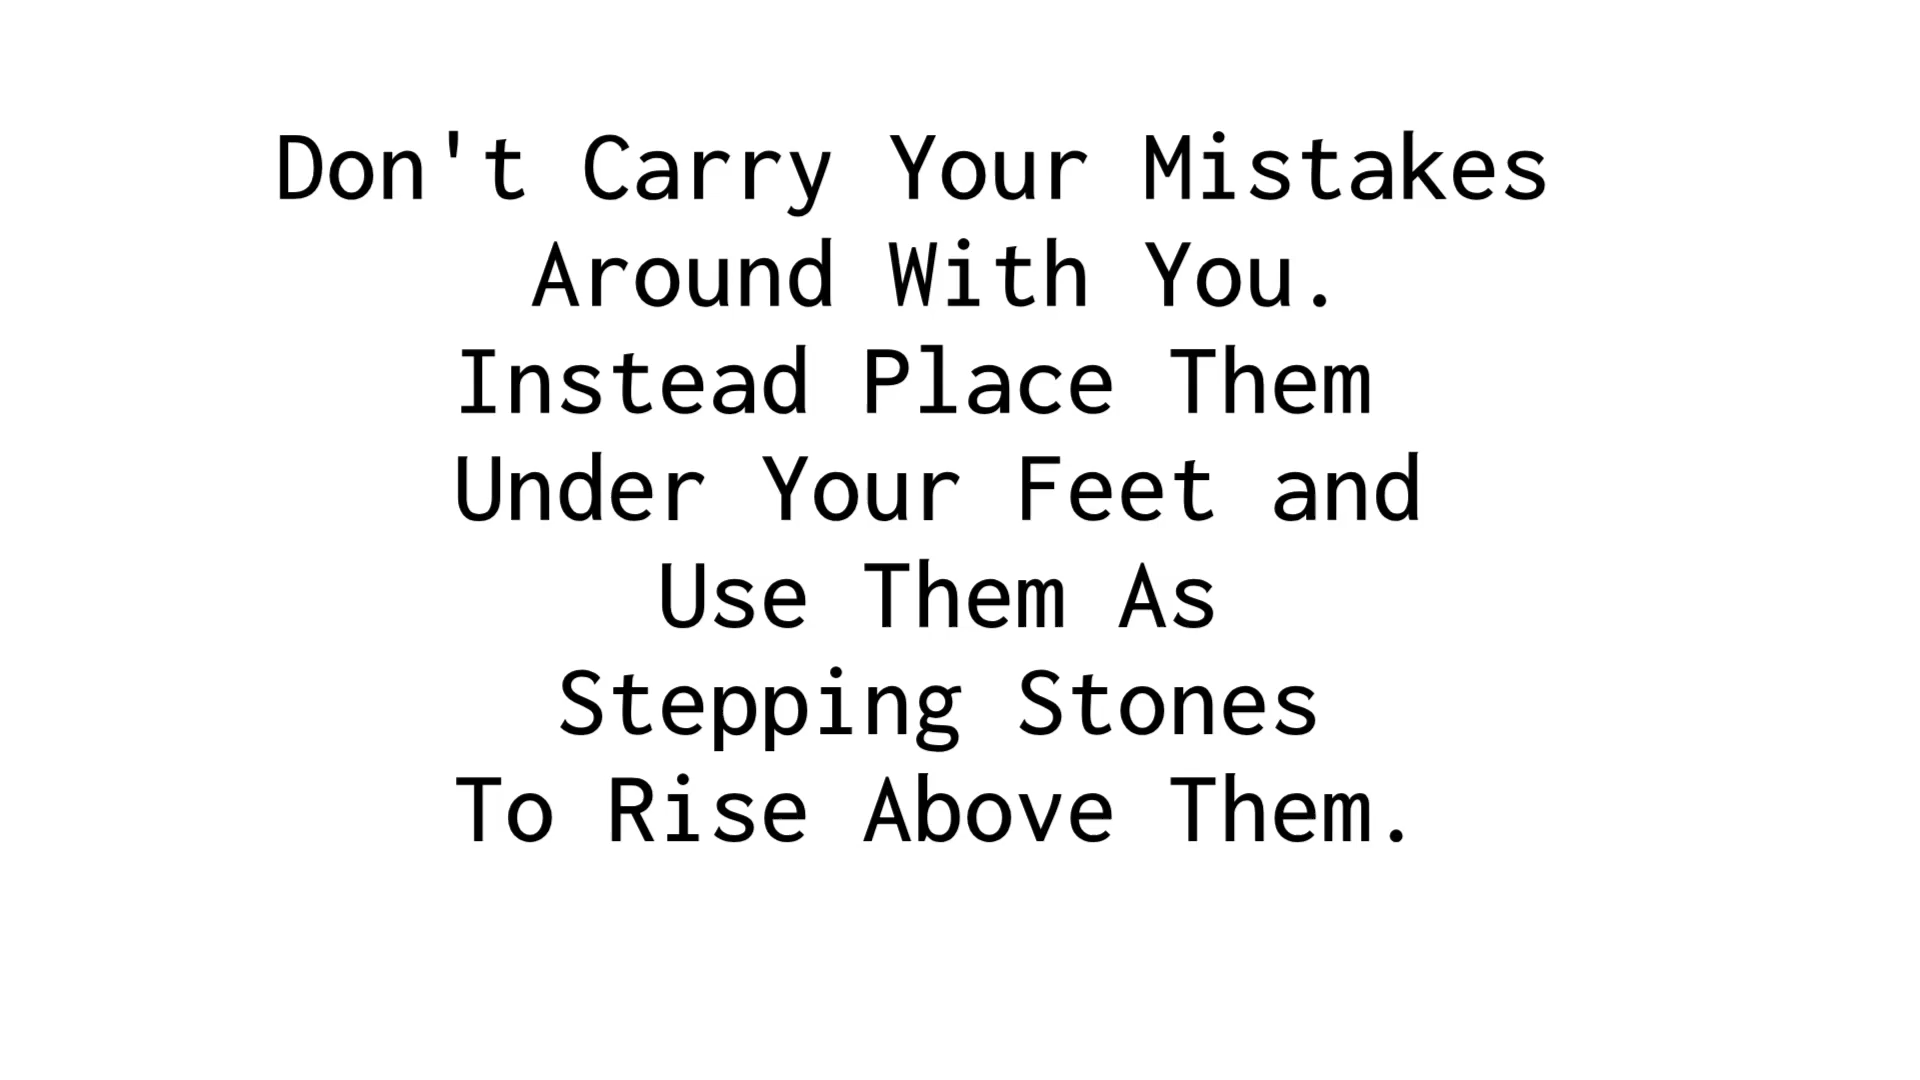 Don't Carry Your Mistakes
Around With You.
Instead Place Them
Under Your Feet and
Use Them As
Stepping Stones
To Rise Above Them.